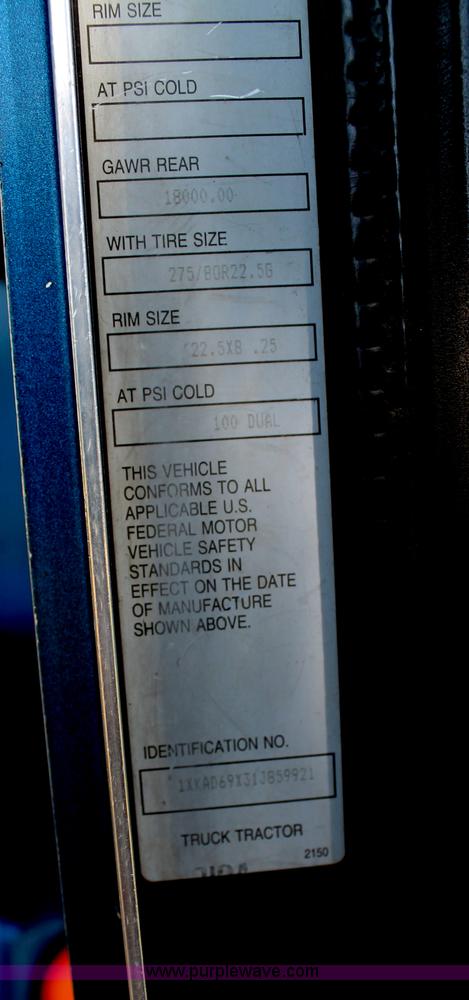 RIM SIZE
AT PSI COLD
GAWR REAR
18000.00
WITH TIRE SIZE
275/80R22.5G
RIM SIZE
22.5X8 .25
AT PSI COLD
100 DUAL
THIS VEHICLE
CONFORMS TO ALL
APPLICABLE U.S.
FEDERAL MOTOR
VEHICLE SAFETY
STANDARDS IN
EFFECT ON THE DATE
OF MANUFACTURE
SHOWN ABOVE.
IDENTIFICATION NO.
1XKAD69X31J859921
TRUCK TRACTOR
2150
www.purplewave.com